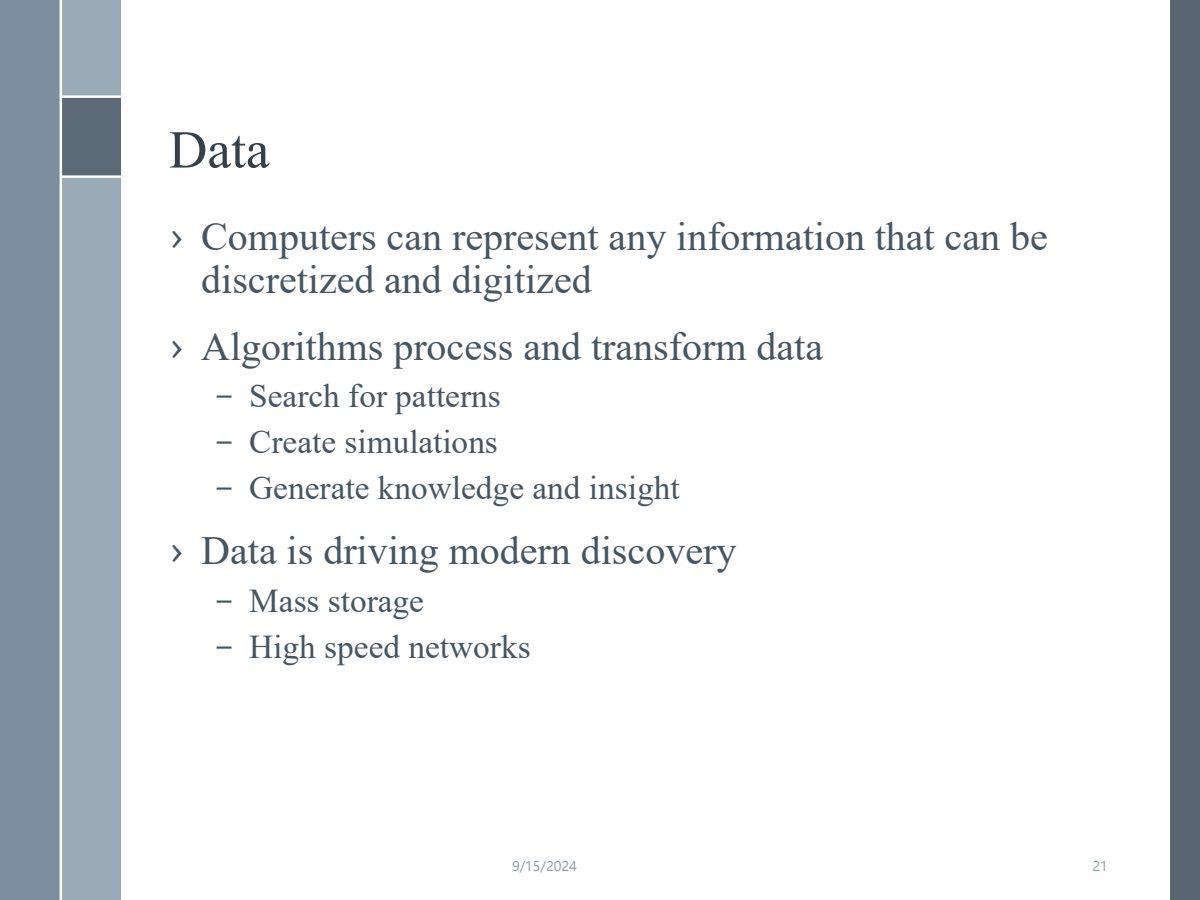 Data
› Computers can represent any information that can be
discretized and digitized
› Algorithms process and transform data
– Search for patterns
– Create simulations
– Generate knowledge and insight
› Data is driving modern discovery
– Mass storage
– High speed networks
9/15/2024
21